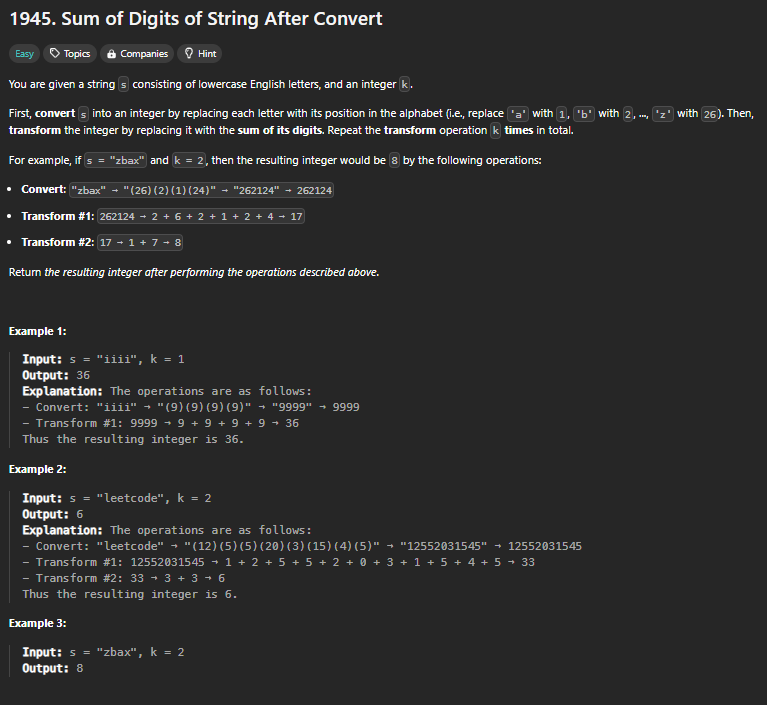 1945. Sum of Digits of String After Convert
Easy Topics Companies Hint
You are given a string s consisting of lowercase English letters, and an integer k.
First, convert s into an integer by replacing each letter with its position in the alphabet (i.e., replace 'a' with 1, 'b' with 2, ..., 'z' with 26). Then,
transform the integer by replacing it with the sum of its digits. Repeat the transform operation k times in total.
For example, if s = "zbax" and k = 2, then the resulting integer would be 8 by the following operations:
• Convert: "zbax" → "(26)(2)(1)(24)" → "262124" → 262124
• Transform #1: 262124 → 2 + 6 + 2 + 1 + 2 + 4 → 17
• Transform #2: 17 → 1 + 7 → 8
Return the resulting integer after performing the operations described above.
Example 1:
Input: s = "iiii", k = 1
Output: 36
Explanation: The operations are as follows:
- Convert: "iiii" → "(9)(9)(9)(9)" → "9999" → 9999
- Transform #1: 9999 → 9 + 9 + 9 + 9 → 36
Thus the resulting integer is 36.
Example 2:
Input: s = "leetcode", k = 2
Output: 6
Explanation: The operations are as follows:
- Convert: "leetcode" → "(12)(5)(5)(20)(3)(15)(4)(5)" → "12552031545" → 12552031545
- Transform #1: 12552031545 → 1 + 2 + 5 + 5 + 2 + 0 + 3 + 1 + 5 + 4 + 5 → 33
- Transform #2: 33 → 3 + 3 → 6
Thus the resulting integer is 6.
Example 3:
Input: s = "zbax", k = 2
Output: 8